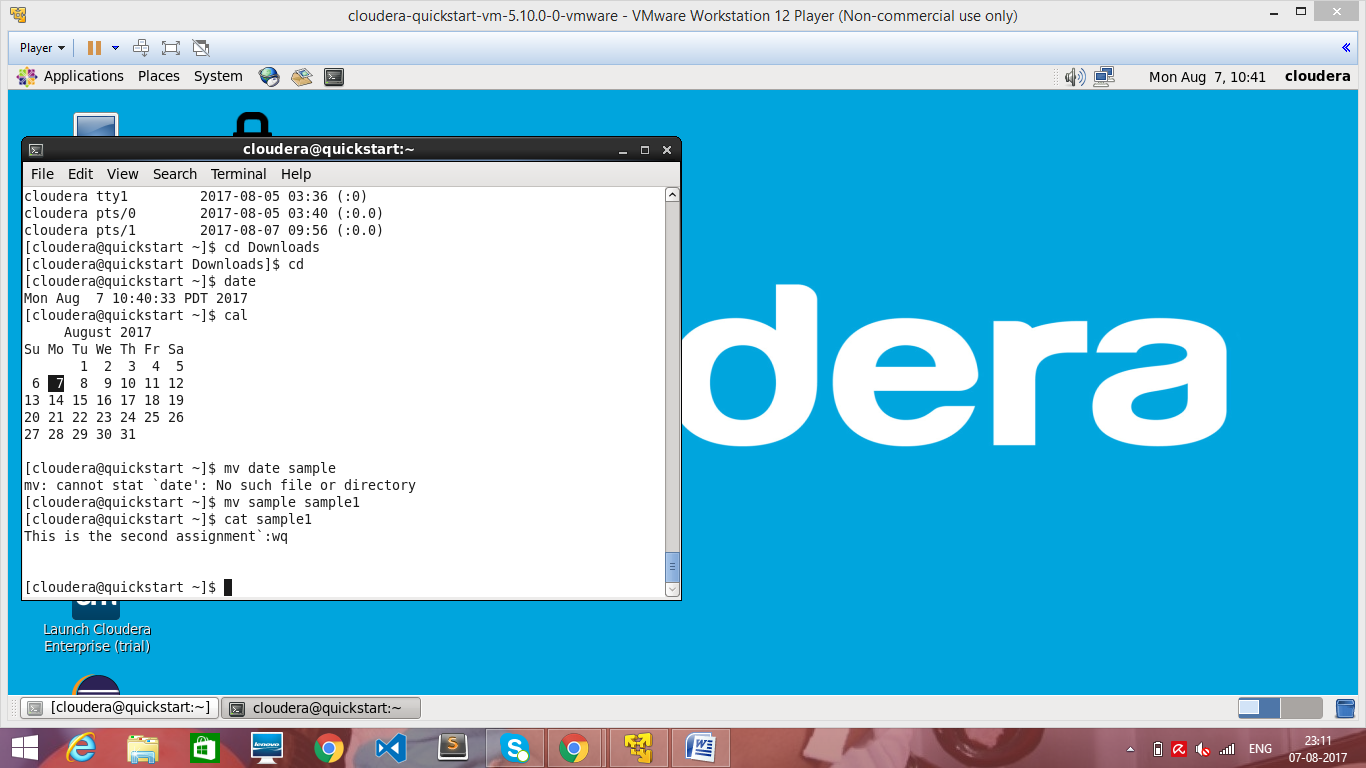 cloudera-quickstart-vm-5.10.0-0-vmware - VMware Workstation 12 Player (Non-commercial use only)
Player
Applications Places System
Mon Aug  7, 10:41 cloudera
cloudera@quickstart:~
File Edit View Search Terminal Help
cloudera tty1         2017-08-05 03:36 (:0)
cloudera pts/0        2017-08-05 03:40 (:0.0)
cloudera pts/1        2017-08-07 09:56 (:0.0)
[cloudera@quickstart ~]$ cd Downloads
[cloudera@quickstart Downloads]$ cd
[cloudera@quickstart ~]$ date
Mon Aug  7 10:40:33 PDT 2017
[cloudera@quickstart ~]$ cal
     August 2017
Su Mo Tu We Th Fr Sa
       1  2  3  4  5
 6  7  8  9 10 11 12
13 14 15 16 17 18 19
20 21 22 23 24 25 26
27 28 29 30 31
[cloudera@quickstart ~]$ mv date sample
mv: cannot stat `date': No such file or directory
[cloudera@quickstart ~]$ mv sample sample1
[cloudera@quickstart ~]$ cat sample1
This is the second assignment`:wq
[cloudera@quickstart ~]$
dera
Launch Cloudera
Enterprise (trial)
[cloudera@quickstart:~]
cloudera@quickstart:~
lenovo
ENG
23:11
07-08-2017